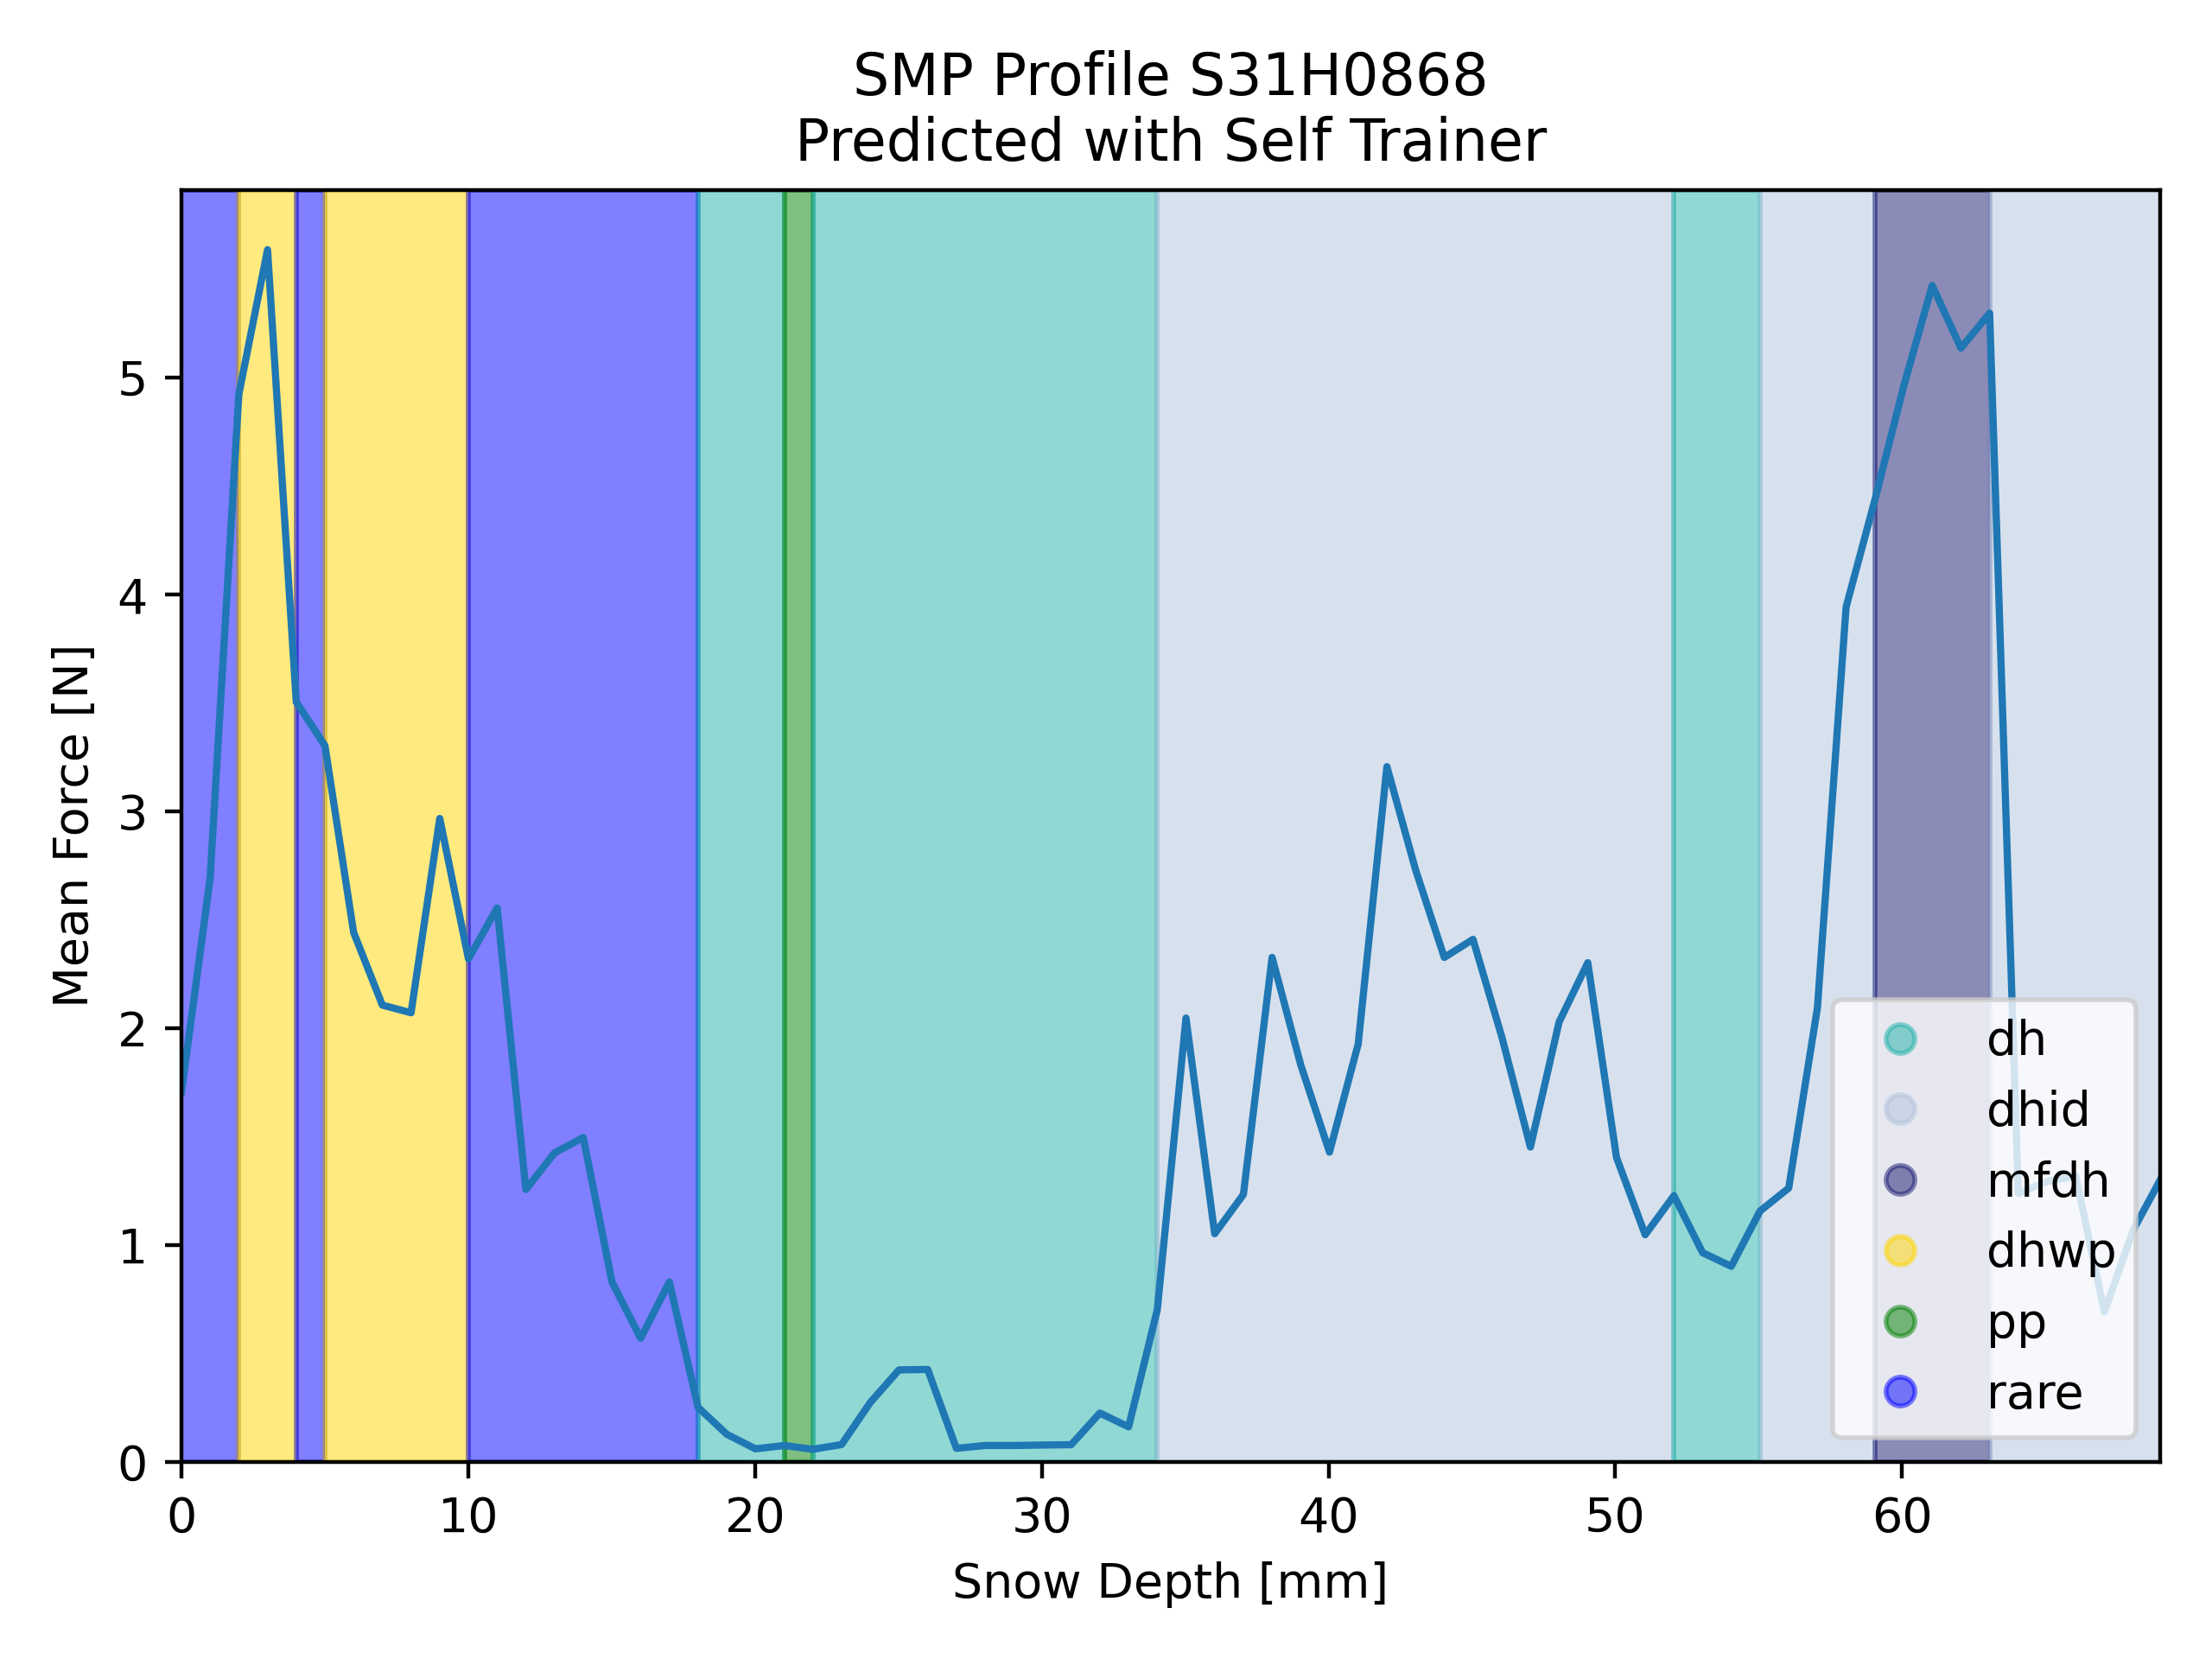 SMP Profile S31H0868
Predicted with Self Trainer
Mean Force [N]
5
4
3
2
1
0
dh
dhid
mfdh
dhwp
pp
rare
0 10 20 30 40 50 60
Snow Depth [mm]